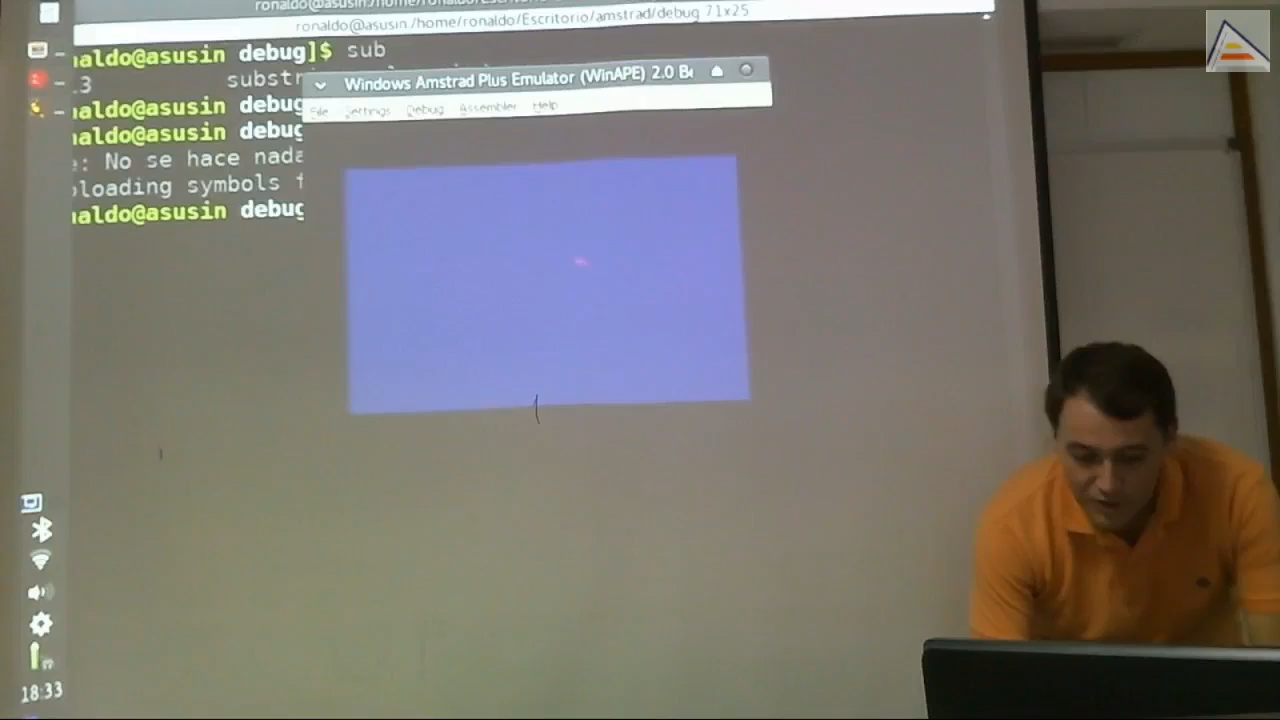 ronaldo@asusin:/home/ronaldo/Escritorio/amstrad/debug 71x25
naldo@asusin debug]$ sub
.3 substr
Windows Amstrad Plus Emulator (WinAPE) 2.0 Be
File Settings Debug Assembler Help
naldo@asusin debug
naldo@asusin debug
e: No se hace nada
oloading symbols f
naldo@asusin debug
18:33